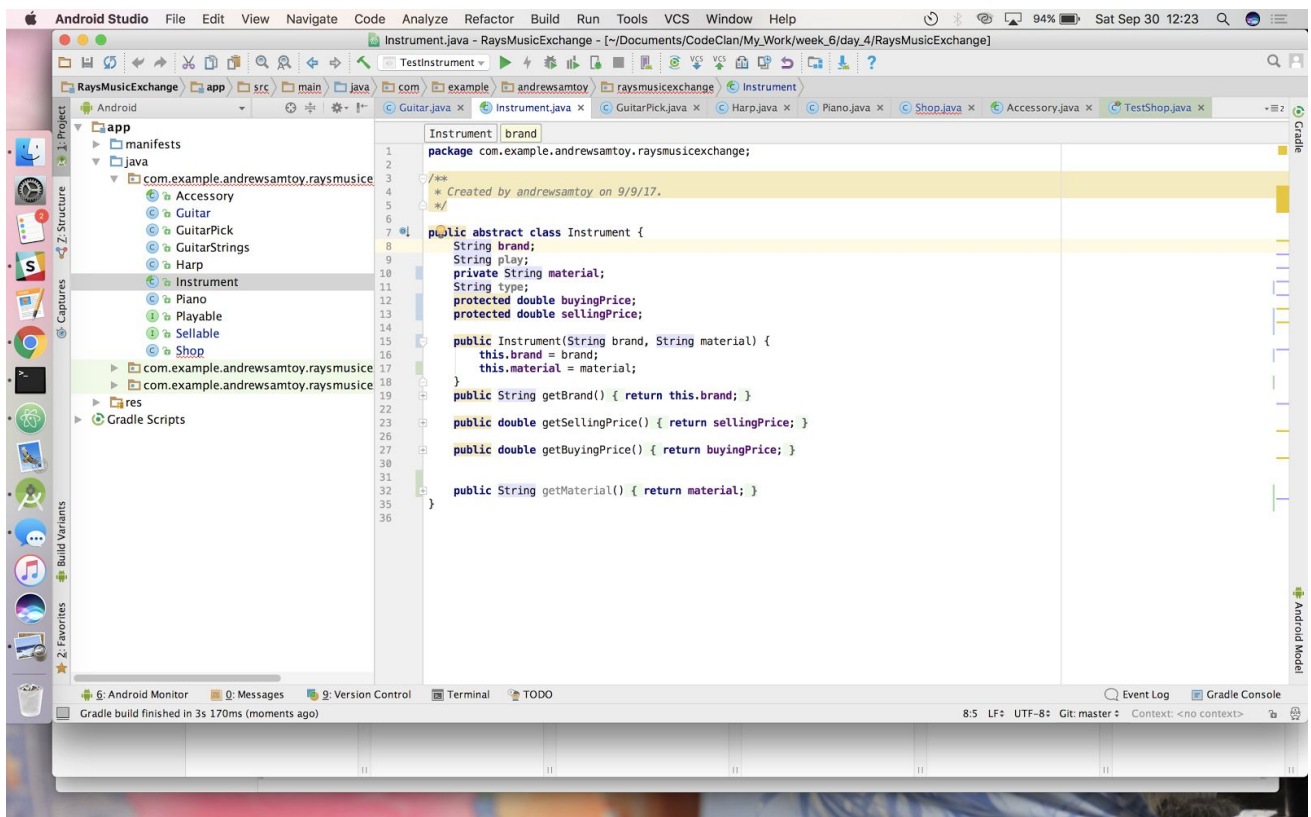 Android Studio File Edit View Navigate Code Analyze Refactor Build Run Tools VCS Window Help 94% Sat Sep 30 12:23
Instrument.java - RaysMusicExchange - [~/Documents/CodeClan/My_Work/week_6/day_4/RaysMusicExchange]
TestInstrument
RaysMusicExchange app src main java com example andrewsamtoy raysmusicexchange Instrument
Android
Guitar.java Instrument.java GuitarPick.java Harp.java Piano.java Shop.java Accessory.java TestShop.java
1: Project
Z: Structure
Captures
Build Variants
2: Favorites
app
manifests
java
com.example.andrewsamtoy.raysmusice
Accessory
Guitar
GuitarPick
GuitarStrings
Harp
Instrument
Piano
Playable
Sellable
Shop
com.example.andrewsamtoy.raysmusice
com.example.andrewsamtoy.raysmusice
res
Gradle Scripts
Instrument brand
1 package com.example.andrewsamtoy.raysmusicexchange;
2
3 /**
4 * Created by andrewsamtoy on 9/9/17.
5 */
6
7 public abstract class Instrument {
8 String brand;
9 String play;
10 private String material;
11 String type;
12 protected double buyingPrice;
13 protected double sellingPrice;
14
15 public Instrument(String brand, String material) {
16 this.brand = brand;
17 this.material = material;
18 }
19 public String getBrand() { return this.brand; }
22
23 public double getSellingPrice() { return sellingPrice; }
26
27 public double getBuyingPrice() { return buyingPrice; }
30
31
32 public String getMaterial() { return material; }
35 }
36
Gradle
Android Model
6: Android Monitor 0: Messages 9: Version Control Terminal TODO Event Log Gradle Console
Gradle build finished in 3s 170ms (moments ago) 8:5 LF UTF-8 Git: master Context: <no context>